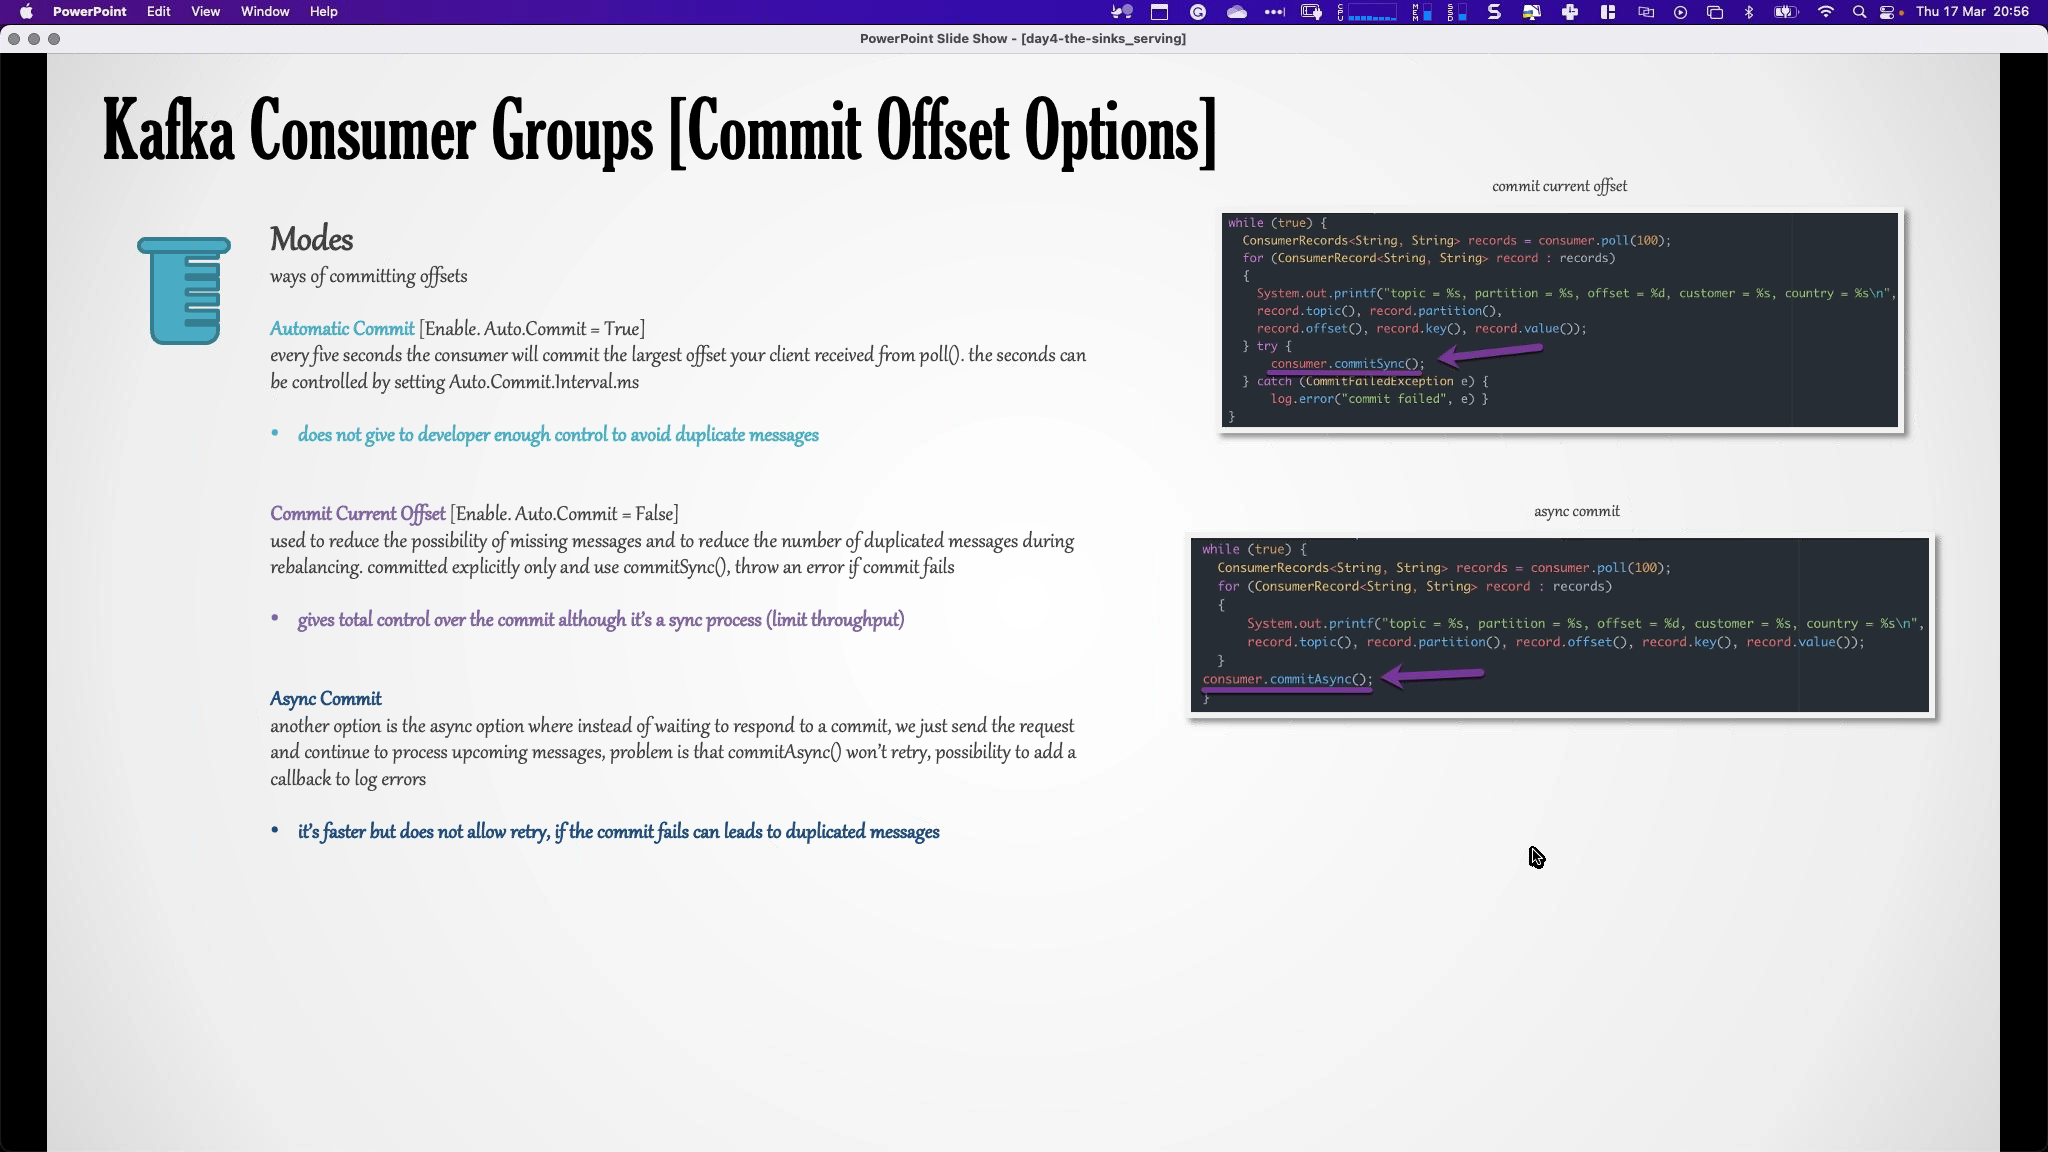 PowerPoint Edit View Window Help
Thu 17 Mar 20:56
PowerPoint Slide Show - [day4-the-sinks_serving]
Kafka Consumer Groups [Commit Offset Options]
Modes
ways of committing offsets
Automatic Commit [Enable. Auto.Commit = True]
every five seconds the consumer will commit the largest offset your client received from poll(). the seconds can
be controlled by setting Auto.Commit.Interval.ms
• does not give to developer enough control to avoid duplicate messages
Commit Current Offset [Enable. Auto.Commit = False]
used to reduce the possibility of missing messages and to reduce the number of duplicated messages during
rebalancing. committed explicitly only and use commitSync(), throw an error if commit fails
• gives total control over the commit although it's a sync process (limit throughput)
Async Commit
another option is the async option where instead of waiting to respond to a commit, we just send the request
and continue to process upcoming messages, problem is that commitAsync() won't retry, possibility to add a
callback to log errors
• it's faster but does not allow retry, if the commit fails can leads to duplicated messages
commit current offset
while (true) {
ConsumerRecords<String, String> records = consumer.poll(100);
for (ConsumerRecord<String, String> record : records)
{
System.out.printf("topic = %s, partition = %s, offset = %d, customer = %s, country = %s\n",
record.topic(), record.partition(),
record.offset(), record.key(), record.value());
} try {
consumer.commitSync();
} catch (CommitFailedException e) {
log.error("commit failed", e) }
}
async commit
while (true) {
ConsumerRecords<String, String> records = consumer.poll(100);
for (ConsumerRecord<String, String> record : records)
{
System.out.printf("topic = %s, partition = %s, offset = %d, customer = %s, country = %s\n",
record.topic(), record.partition(), record.offset(), record.key(), record.value());
}
consumer.commitAsync();
}